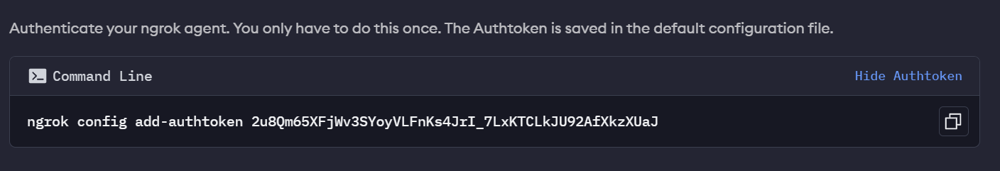 Authenticate your ngrok agent. You only have to do this once. The Authtoken is saved in the default configuration file.
Command Line
Hide Authtoken
ngrok config add-authtoken 2u8Qm65XFjWv3SYoyVLFnKs4JrI_7LxKTCLkJU92AfXkzXUaJ